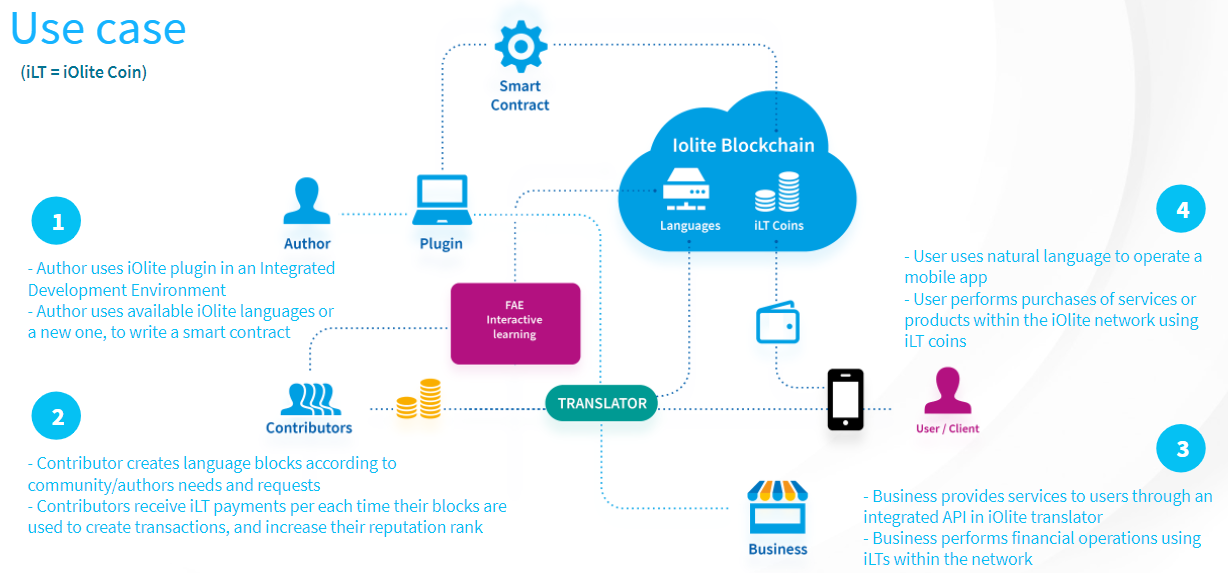 Use case
(iLT = iOlite Coin)
Smart
Contract
Iolite Blockchain
Languages
iLT Coins
Author
Plugin
1
- Author uses iOlite plugin in an Integrated
Development Environment
- Author uses available iOlite languages or
a new one, to write a smart contract
FAE
Interactive
learning
4
- User uses natural language to operate a
mobile app
- User performs purchases of services or
products within the iOlite network using
iLT coins
2
Contributors
TRANSLATOR
User / Client
- Contributor creates language blocks according to
community/authors needs and requests
- Contributors receive iLT payments per each time their blocks are
used to create transactions, and increase their reputation rank
3
Business
- Business provides services to users through an
integrated API in iOlite translator
- Business performs financial operations using
iLTs within the network